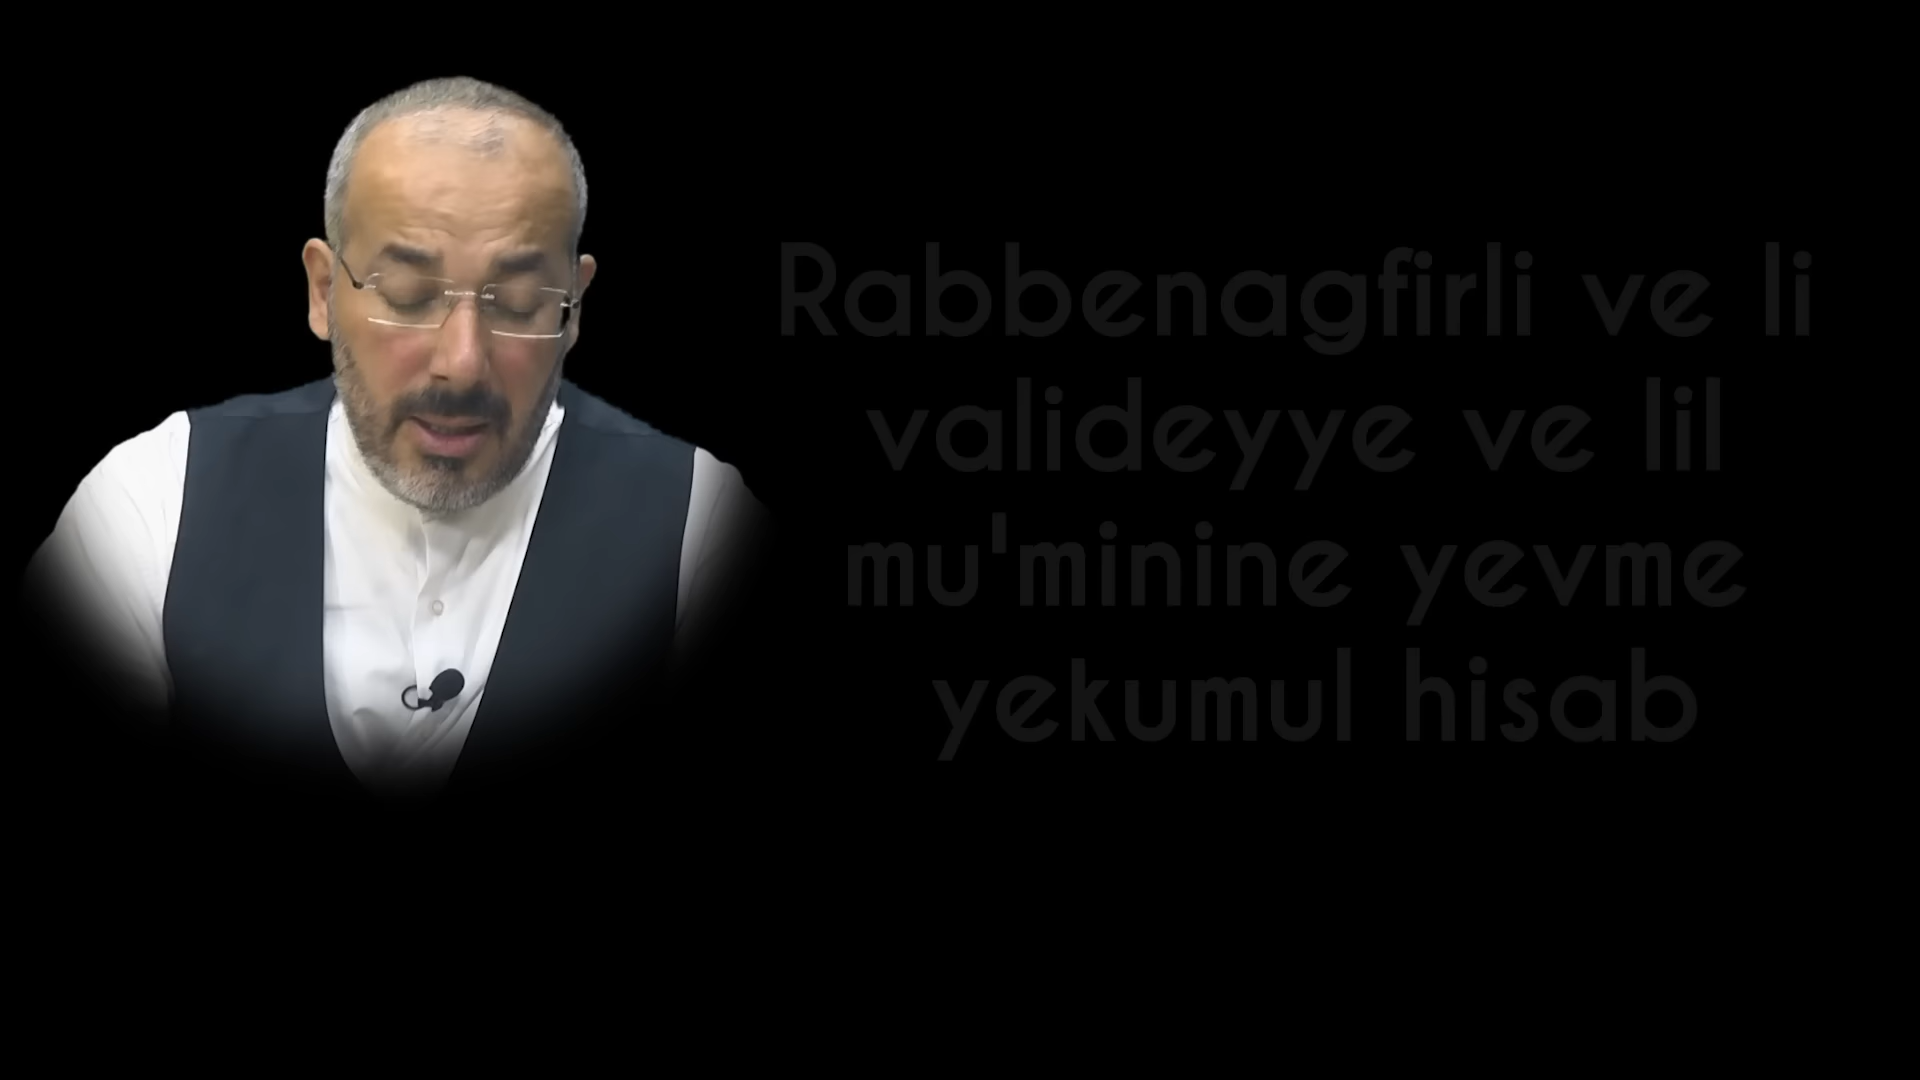 Rabbenagfirli ve li
valideyye ve lil
mu'minine yevme
yekumul hisab